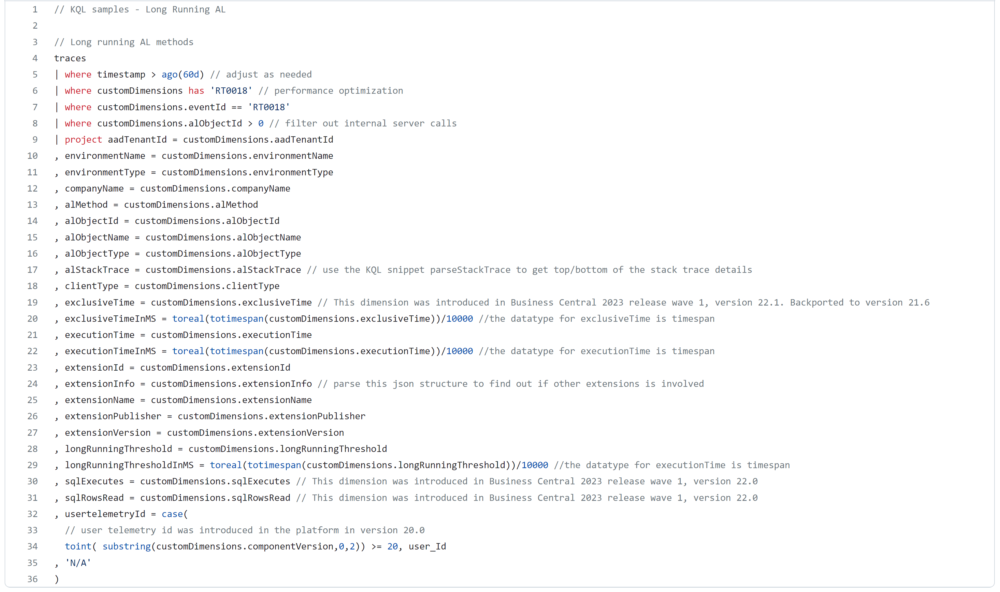 1 // KQL samples - Long Running AL
2
3 // Long running AL methods
4 traces
5 | where timestamp > ago(60d) // adjust as needed
6 | where customDimensions has 'RT0018' // performance optimization
7 | where customDimensions.eventId == 'RT0018'
8 | where customDimensions.alObjectId > 0 // filter out internal server calls
9 | project aadTenantId = customDimensions.aadTenantId
10 , environmentName = customDimensions.environmentName
11 , environmentType = customDimensions.environmentType
12 , companyName = customDimensions.companyName
13 , alMethod = customDimensions.alMethod
14 , alObjectId = customDimensions.alObjectId
15 , alObjectName = customDimensions.alObjectName
16 , alObjectType = customDimensions.alObjectType
17 , alStackTrace = customDimensions.alStackTrace // use the KQL snippet parseStackTrace to get top/bottom of the stack trace details
18 , clientType = customDimensions.clientType
19 , exclusiveTime = customDimensions.exclusiveTime // This dimension was introduced in Business Central 2023 release wave 1, version 22.1. Backported to version 21.6
20 , exclusiveTimeInMS = toreal(totimespan(customDimensions.exclusiveTime))/10000 //the datatype for exclusiveTime is timespan
21 , executionTime = customDimensions.executionTime
22 , executionTimeInMS = toreal(totimespan(customDimensions.executionTime))/10000 //the datatype for executionTime is timespan
23 , extensionId = customDimensions.extensionId
24 , extensionInfo = customDimensions.extensionInfo // parse this json structure to find out if other extensions is involved
25 , extensionName = customDimensions.extensionName
26 , extensionPublisher = customDimensions.extensionPublisher
27 , extensionVersion = customDimensions.extensionVersion
28 , longRunningThreshold = customDimensions.longRunningThreshold
29 , longRunningThresholdInMS = toreal(totimespan(customDimensions.longRunningThreshold))/10000 //the datatype for executionTime is timespan
30 , sqlExecutes = customDimensions.sqlExecutes // This dimension was introduced in Business Central 2023 release wave 1, version 22.0
31 , sqlRowsRead = customDimensions.sqlRowsRead // This dimension was introduced in Business Central 2023 release wave 1, version 22.0
32 , usertelemetryId = case(
33 // user telemetry id was introduced in the platform in version 20.0
34 toint( substring(customDimensions.componentVersion,0,2)) >= 20, user_Id
35 , 'N/A'
36 )